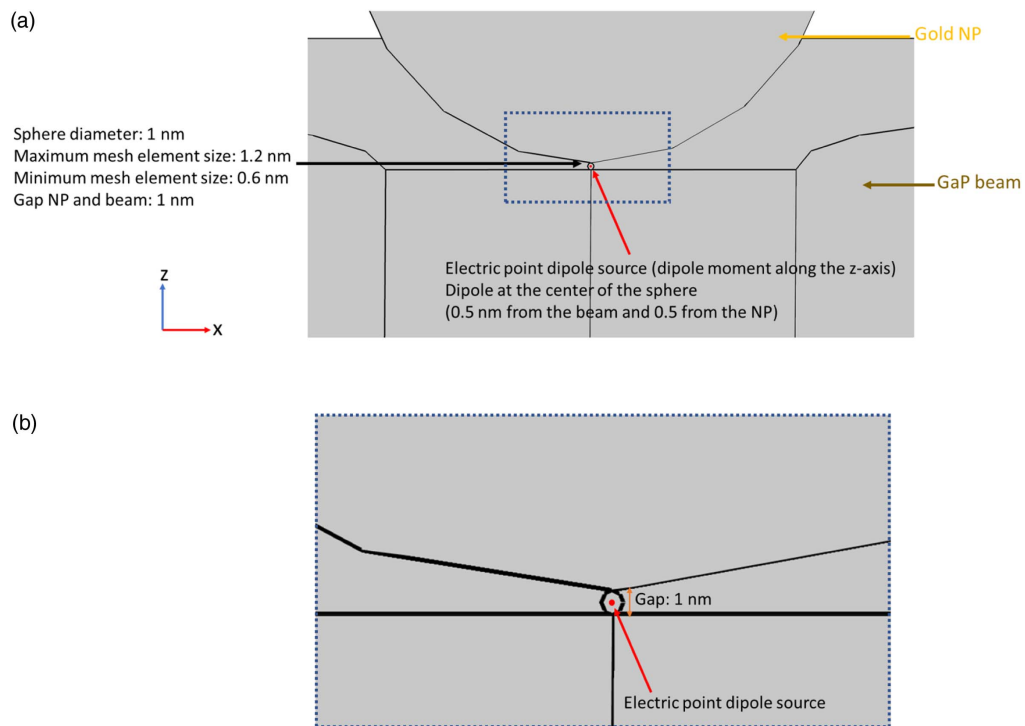 (a)
Gold NP
Sphere diameter: 1 nm
Maximum mesh element size: 1.2 nm
Minimum mesh element size: 0.6 nm
Gap NP and beam: 1 nm
GaP beam
Electric point dipole source (dipole moment along the z-axis)
Dipole at the center of the sphere
(0.5 nm from the beam and 0.5 from the NP)
z
x
(b)
Gap: 1 nm
Electric point dipole source